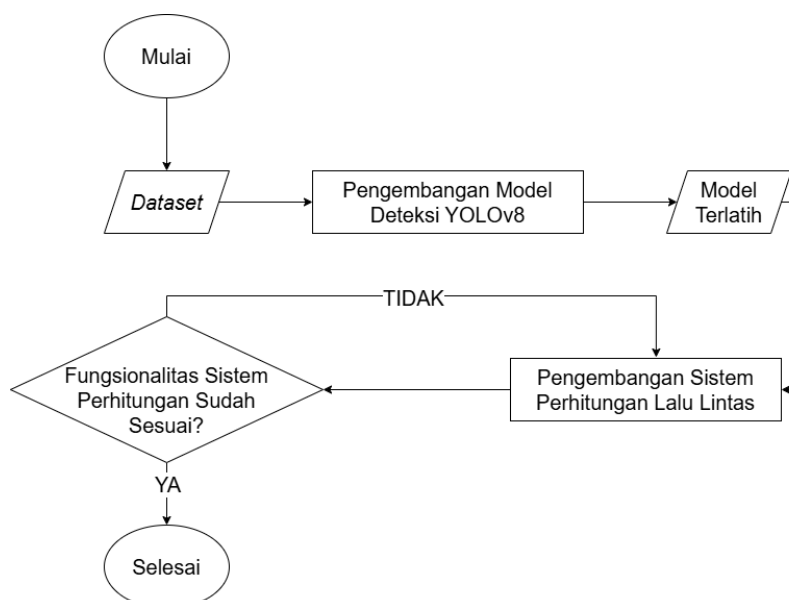 Mulai
Dataset
Pengembangan Model
Deteksi YOLOv8
Model
Terlatih
TIDAK
Fungsionalitas Sistem
Perhitungan Sudah
Sesuai?
Pengembangan Sistem
Perhitungan Lalu Lintas
YA
Selesai